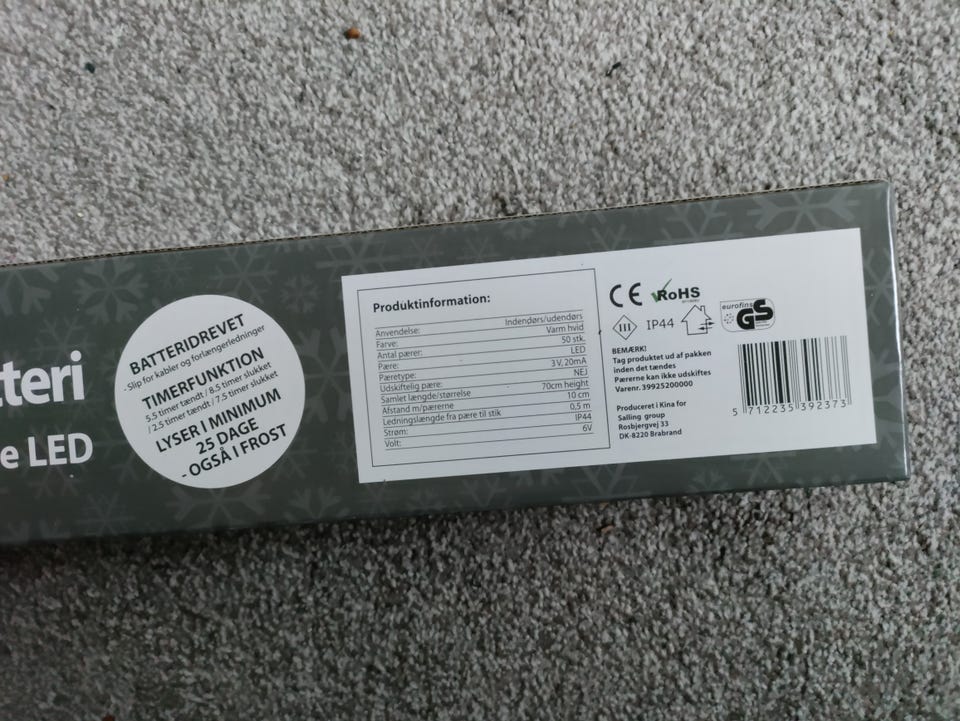 tteri
e LED
BATTERIDREVET
-Slip for kabler og forlængerledninger
TIMERFUNKTION
5.5 timer tændt / 8.5 timer slukket
/ 2.5 timer tændt / 7.5 timer slukket
LYSER I MINIMUM
25 DAGE
- OGSÅ I FROST
Produktinformation:
Anvendelse: Indendørs/udendørs
Farve: Varm hvid
Antal pærer: 50 stk.
Pære: LED
Pæretype: 3 V, 20mA
Udskiftelig pære: NEJ
Samlet længde/størrelse 70cm height
Afstand m/pærerne 10 cm
Ledningslængde fra pære til stik 0,5 m
Strøm: IP44
Volt: 6V
CE RoHS
III IP44 eurofins GS
BEMÆRK!
Tag produktet ud af pakken
inden det tændes
Pærerne kan ikke udskiftes
Varenr. 39925200000
Produceret i Kina for
Salling group
Rosbjergvej 33
DK-8220 Brabrand
5 712235 392373